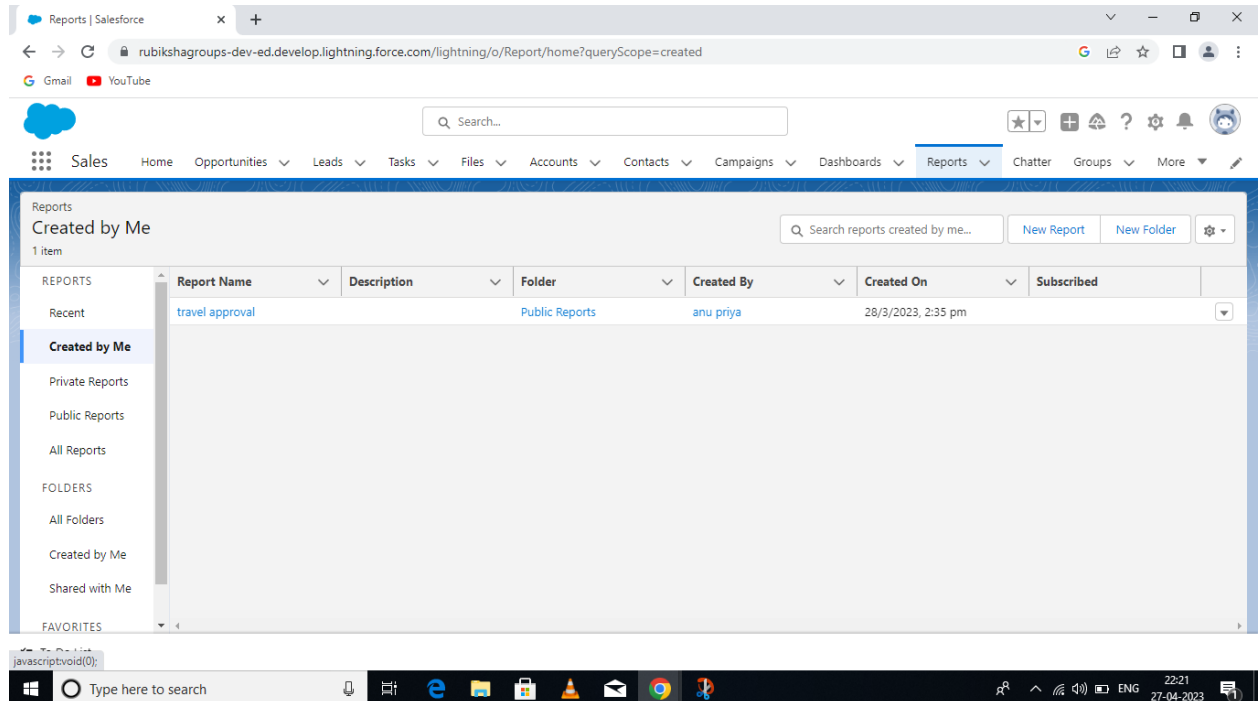 Reports | Salesforce
rubikshagroups-dev-ed.develop.lightning.force.com/lightning/o/Report/home?queryScope=created
Gmail YouTube
Search...
Sales Home Opportunities Leads Tasks Files Accounts Contacts Campaigns Dashboards Reports Chatter Groups More
Reports
Created by Me
1 item
Search reports created by me... New Report New Folder
REPORTS Report Name Description Folder Created By Created On Subscribed
Recent travel approval Public Reports anu priya 28/3/2023, 2:35 pm
Created by Me
Private Reports
Public Reports
All Reports
FOLDERS
All Folders
Created by Me
Shared with Me
FAVORITES
To Do List
javascript:void(0);
Type here to search ENG 22:21
27-04-2023